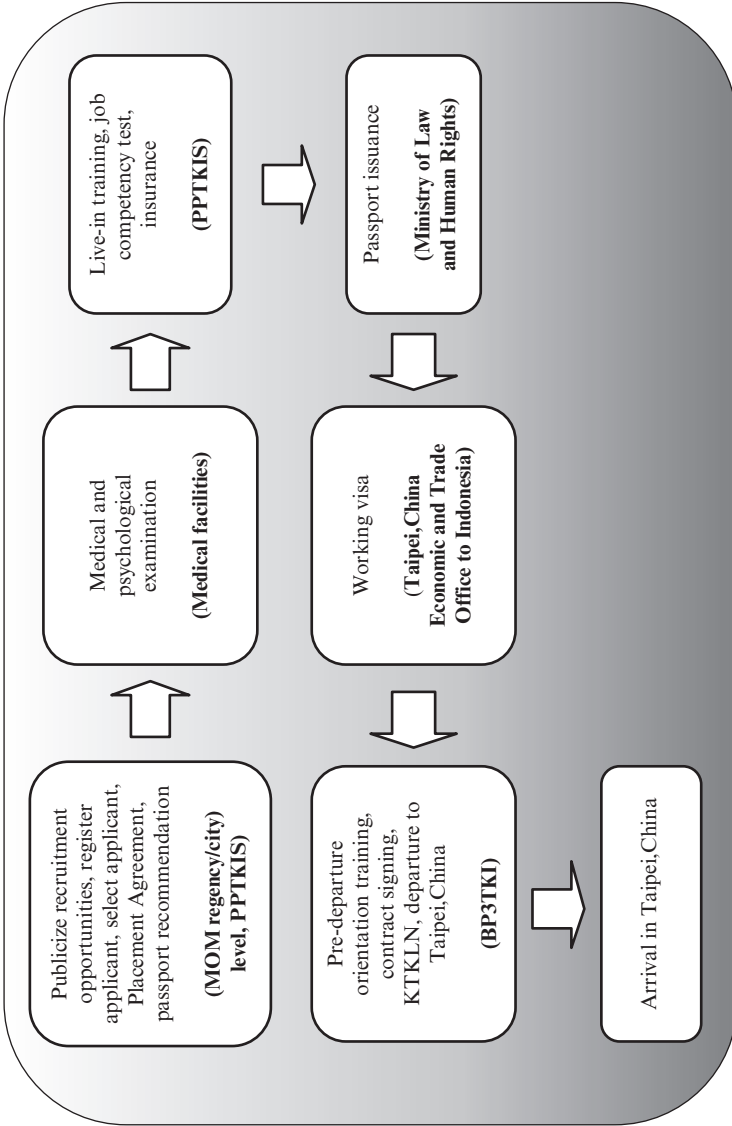 Publicize recruitment
opportunities, register
applicant, select applicant,
Placement Agreement,
passport recommendation
(MOM regency/city)
level, PPTKIS)
Medical and
psychological
examination
(Medical facilities)
Live-in training, job
competency test,
insurance
(PPTKIS)
Passport issuance
(Ministry of Law
and Human Rights)
Working visa
(Taipei,China
Economic and Trade
Office to Indonesia)
Pre-departure
orientation training,
contract signing,
KTKLN, departure to
Taipei,China
(BP3TKI)
Arrival in Taipei,China